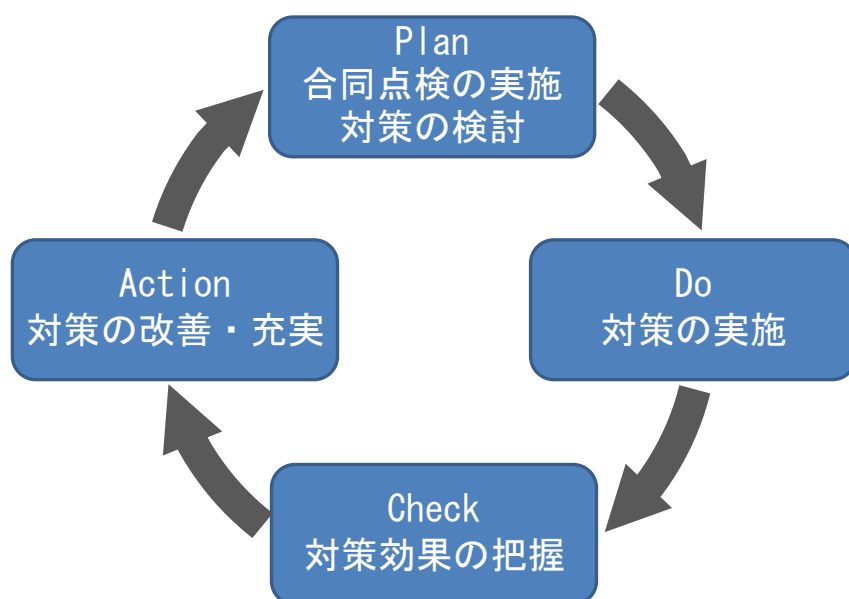 Plan
合同点検の実施
対策の検討
Do
対策の実施
Check
対策効果の把握
Action
対策の改善・充実